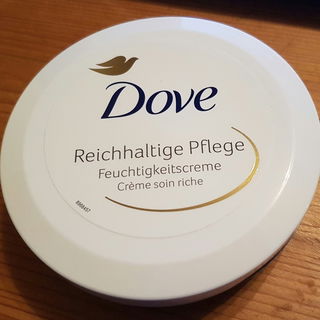 Dove
Reichhaltige Pflege
Feuchtigkeitscreme
Crème soin riche